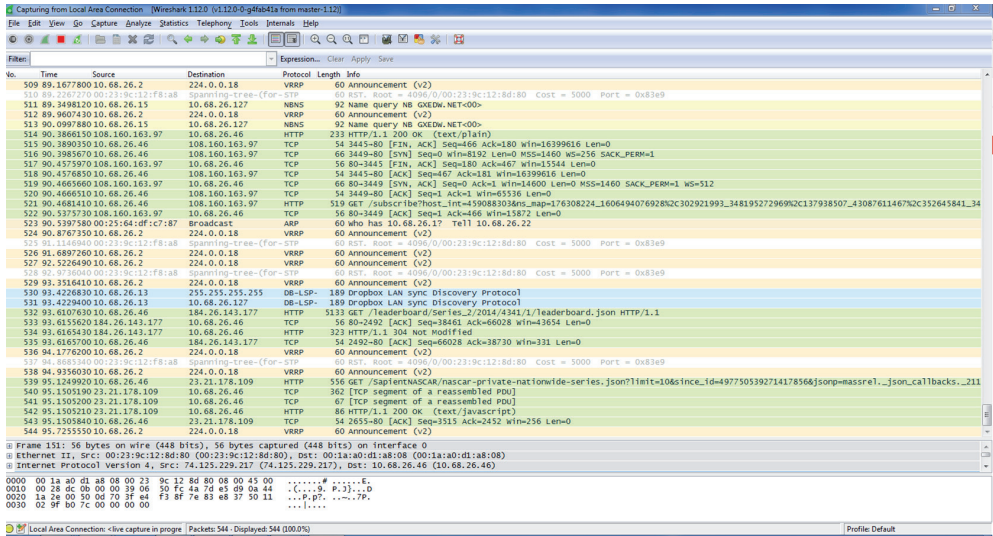 Capturing from Local Area Connection [Wireshark 1.12.0 (v1.12.0-0-g4fab41a from master-1.12)]
File Edit View Go Capture Analyze Statistics Telephony Tools Internals Help
Filter: Expression... Clear Apply Save
No. Time Source Destination Protocol Length Info
509 89.1677800 10.68.26.2 224.0.0.18 VRRP 60 Announcement (v2)
510 89.2267270 00:23:9c:12:f8:a8 Spanning-tree-(for- STP 60 RST. Root = 4096/0/00:23:9c:12:8d:80 Cost = 5000 Port = 0x83e9
511 89.3498120 10.68.26.15 10.68.26.127 NBNS 92 Name query NB GXEDW.NET<00>
512 89.9607430 10.68.26.2 224.0.0.18 VRRP 60 Announcement (v2)
513 90.0997880 10.68.26.15 10.68.26.127 NBNS 92 Name query NB GXEDW.NET<00>
514 90.3866150 108.160.163.97 10.68.26.46 HTTP 233 HTTP/1.1 200 OK (text/plain)
515 90.3890350 10.68.26.46 108.160.163.97 TCP 54 3445→80 [FIN, ACK] Seq=466 Ack=180 Win=16399616 Len=0
516 90.3985670 10.68.26.46 108.160.163.97 TCP 66 3449→80 [SYN] Seq=0 Win=8192 Len=0 MSS=1460 WS=256 SACK_PERM=1
517 90.4575970 108.160.163.97 10.68.26.46 TCP 56 80→3445 [FIN, ACK] Seq=180 Ack=467 Win=15544 Len=0
518 90.4576850 10.68.26.46 108.160.163.97 TCP 54 3445→80 [ACK] Seq=467 Ack=181 Win=16399616 Len=0
519 90.4665660 108.160.163.97 10.68.26.46 TCP 66 80→3449 [SYN, ACK] Seq=0 Ack=1 Win=14600 Len=0 MSS=1460 SACK_PERM=1 WS=512
520 90.4666510 10.68.26.46 108.160.163.97 TCP 54 3449→80 [ACK] Seq=1 Ack=1 Win=65536 Len=0
521 90.4681410 10.68.26.46 108.160.163.97 HTTP 519 GET /subscribe?host_int=459088303&ns_map=176308224_1606494076928%2C302921993_348195272969%2C137938507_43087611467%2C352645841_34
522 90.5375730 108.160.163.97 10.68.26.46 TCP 56 80→3449 [ACK] Seq=1 Ack=466 Win=15872 Len=0
523 90.5397580 00:25:64:df:c7:87 Broadcast ARP 60 Who has 10.68.26.1? Tell 10.68.26.22
524 90.8767350 10.68.26.2 224.0.0.18 VRRP 60 Announcement (v2)
525 91.1146940 00:23:9c:12:f8:a8 Spanning-tree-(for- STP 60 RST. Root = 4096/0/00:23:9c:12:8d:80 Cost = 5000 Port = 0x83e9
526 91.6897260 10.68.26.2 224.0.0.18 VRRP 60 Announcement (v2)
527 92.5226490 10.68.26.2 224.0.0.18 VRRP 60 Announcement (v2)
528 92.9736040 00:23:9c:12:f8:a8 Spanning-tree-(for- STP 60 RST. Root = 4096/0/00:23:9c:12:8d:80 Cost = 5000 Port = 0x83e9
529 93.3516410 10.68.26.2 224.0.0.18 VRRP 60 Announcement (v2)
530 93.4226830 10.68.26.13 255.255.255.255 DB-LSP- 189 Dropbox LAN sync Discovery Protocol
531 93.4229400 10.68.26.13 10.68.26.127 DB-LSP- 189 Dropbox LAN sync Discovery Protocol
532 93.6107630 10.68.26.46 184.26.143.177 HTTP 5133 GET /leaderboard/Series_2/2014/4341/1/leaderboard.json HTTP/1.1
533 93.6155620 184.26.143.177 10.68.26.46 TCP 56 80→2492 [ACK] Seq=38461 Ack=66028 Win=43654 Len=0
534 93.6165430 184.26.143.177 10.68.26.46 HTTP 323 HTTP/1.1 304 Not Modified
535 93.6165700 10.68.26.46 184.26.143.177 TCP 54 2492→80 [ACK] Seq=66028 Ack=38730 Win=331 Len=0
536 94.1776200 10.68.26.2 224.0.0.18 VRRP 60 Announcement (v2)
537 94.8685340 00:23:9c:12:f8:a8 Spanning-tree-(for- STP 60 RST. Root = 4096/0/00:23:9c:12:8d:80 Cost = 5000 Port = 0x83e9
538 94.9356030 10.68.26.2 224.0.0.18 VRRP 60 Announcement (v2)
539 95.1249920 10.68.26.46 23.21.178.109 HTTP 556 GET /SapientNASCAR/nascar-private-nationwide-series.json?limit=10&since_id=497750539271417856&jsonp=massrel._json_callbacks._211
540 95.1505190 23.21.178.109 10.68.26.46 TCP 362 [TCP segment of a reassembled PDU]
541 95.1505200 23.21.178.109 10.68.26.46 TCP 67 [TCP segment of a reassembled PDU]
542 95.1505210 23.21.178.109 10.68.26.46 HTTP 86 HTTP/1.1 200 OK (text/javascript)
543 95.1505840 10.68.26.46 23.21.178.109 TCP 54 2655→80 [ACK] Seq=3515 Ack=2452 Win=256 Len=0
544 95.7255550 10.68.26.2 224.0.0.18 VRRP 60 Announcement (v2)
Frame 151: 56 bytes on wire (448 bits), 56 bytes captured (448 bits) on interface 0
Ethernet II, Src: 00:23:9c:12:8d:80 (00:23:9c:12:8d:80), Dst: 00:1a:a0:d1:a8:08 (00:1a:a0:d1:a8:08)
Internet Protocol Version 4, Src: 74.125.229.217 (74.125.229.217), Dst: 10.68.26.46 (10.68.26.46)
0000 00 1a a0 d1 a8 08 00 23 9c 12 8d 80 08 00 45 00 .......# ......E.
0010 00 28 dc 0b 00 00 39 06 50 fc 4a 7d e5 d9 0a 44 .(....9. P.J}...D
0020 1a 2e 00 50 0d 70 3f e4 f3 8f 7e 83 e8 37 50 11 ...P.p?. ..~..7P.
0030 02 9f b0 7c 00 00 00 00 ...|....
Local Area Connection: <live capture in progre Packets: 544 · Displayed: 544 (100.0%) Profile: Default